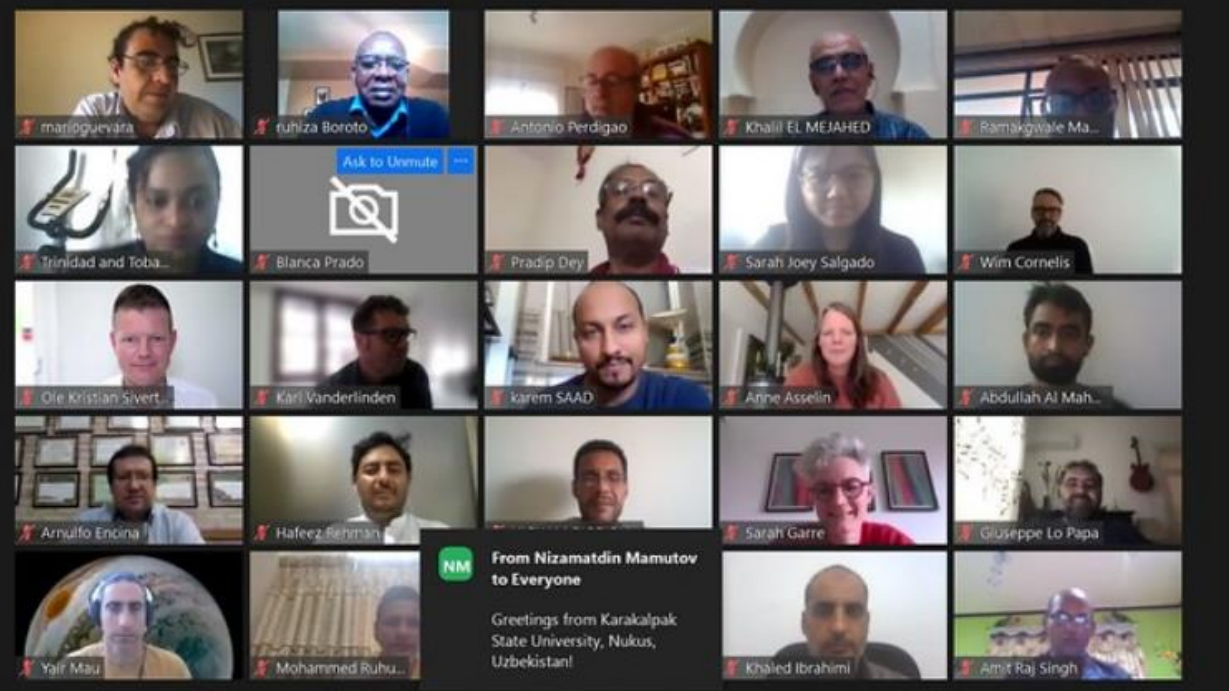 marioguevara
ruhiza Boroto
Antonio Perdigao
Khalil EL MEJAHED
Ramakgwale Ma...
Ask to Unmute
Trinidad and Toba...
Blanca Prado
Pradip Dey
Sarah Joey Salgado
Wim Cornelis
Ole Kristian Sivert...
Karl Vanderlinden
karem SAAD
Anne Asselin
Abdullah Al Mah...
Arnulfo Encina
Hafeez Rehman
Sarah Garre
Giuseppe Lo Papa
NM
From Nizamatdin Mamutov
to Everyone
Greetings from Karakalpak
State University, Nukus,
Uzbekistan!
Yair Mau
Mohammed Ruhu...
Khaled Ibrahimi
Amit Raj Singh